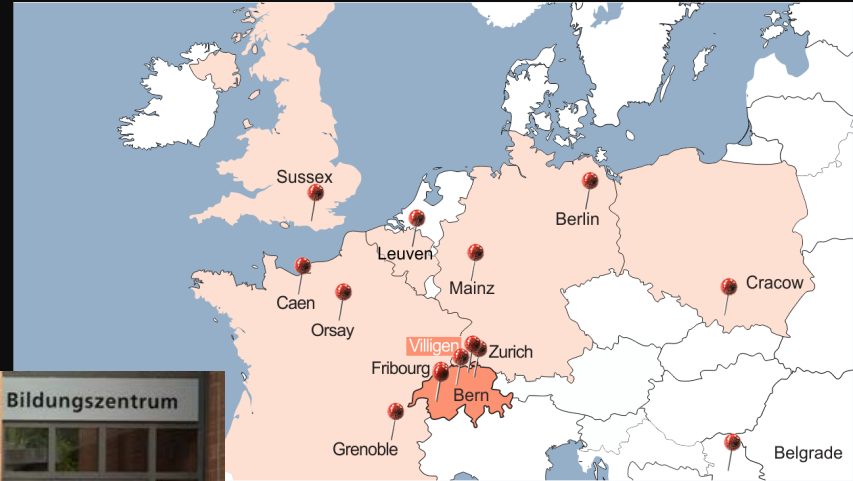 Sussex
Berlin
Leuven
Mainz
Cracow
Caen
Orsay
Villigen
Zurich
Fribourg
Bern
Bildungszentrum
Grenoble
Belgrade